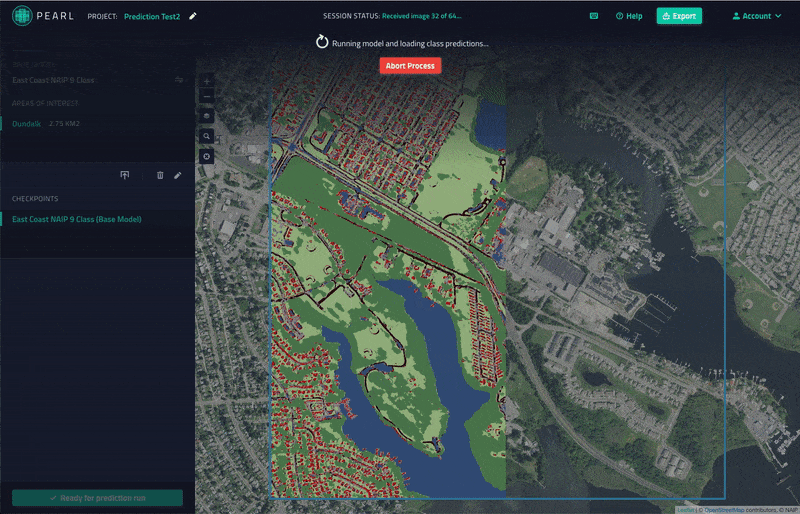 PEARL
PROJECT: Prediction Test2
SESSION STATUS: Received image 32 of 64...
Help
Export
Account
Running model and loading class predictions...
Abort Process
East Coast NAIP 9 Class
AREAS OF INTEREST
Dundalk 2.75 KM2
CHECKPOINTS
East Coast NAIP 9 Class (Base Model)
Ready for prediction run
Leaflet | © OpenStreetMap contributors, © NAIP